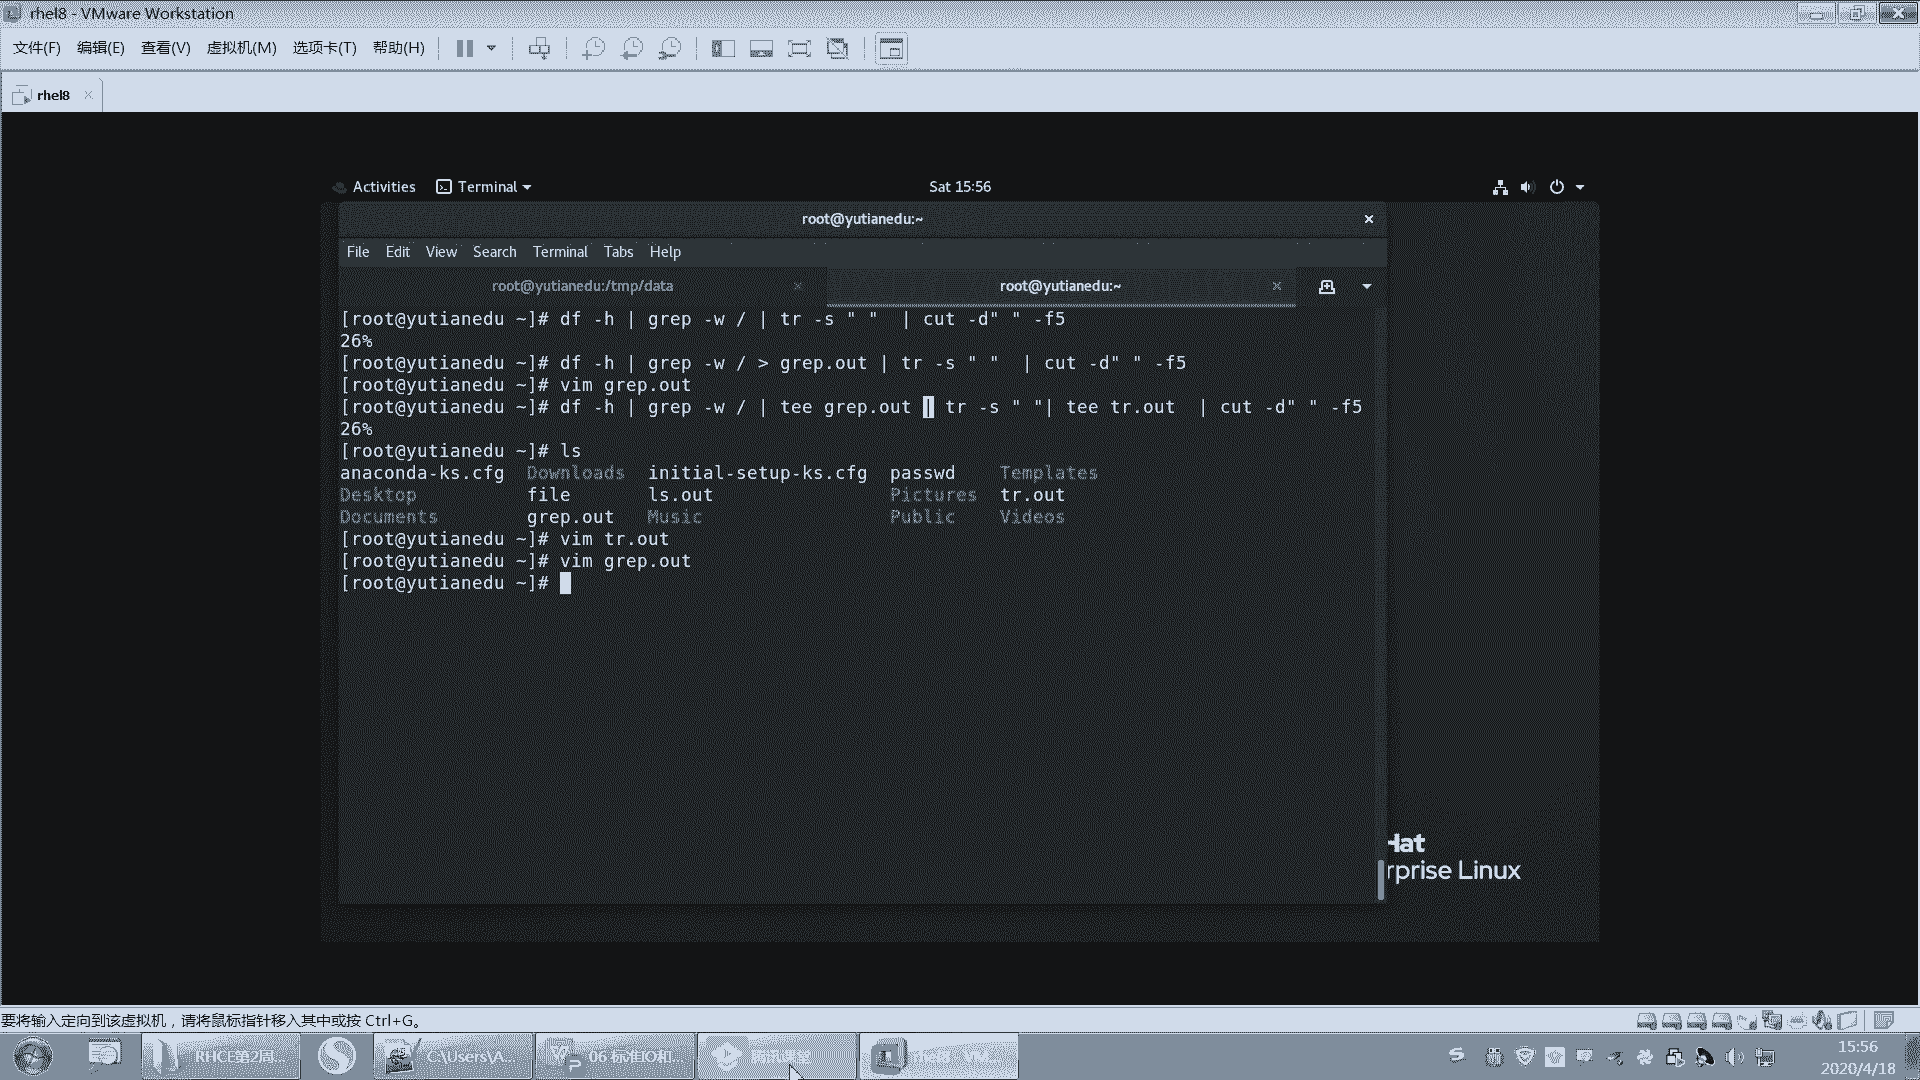 rhel8 - VMware Workstation
文件(F) 编辑(E) 查看(V) 虚拟机(M) 选项卡(T) 帮助(H)
rhel8
Activities Terminal Sat 15:56
root@yutianedu:~
File Edit View Search Terminal Tabs Help
root@yutianedu:/tmp/data root@yutianedu:~
[root@yutianedu ~]# df -h | grep -w / | tr -s " "  | cut -d" " -f5
26%
[root@yutianedu ~]# df -h | grep -w / > grep.out | tr -s " "  | cut -d" " -f5
[root@yutianedu ~]# vim grep.out
[root@yutianedu ~]# df -h | grep -w / | tee grep.out | tr -s " "| tee tr.out  | cut -d" " -f5
26%
[root@yutianedu ~]# ls
anaconda-ks.cfg Downloads initial-setup-ks.cfg passwd Templates
Desktop file ls.out Pictures tr.out
Documents grep.out Music Public Videos
[root@yutianedu ~]# vim tr.out
[root@yutianedu ~]# vim grep.out
[root@yutianedu ~]#
Hat
rprise Linux
要将输入定向到该虚拟机，请将鼠标指针移入其中或按 Ctrl+G。
RHCE第2周... C:\Users\A... 06 标准IO和... 腾讯课堂 rhel8 - VM...
15:56
2020/4/18